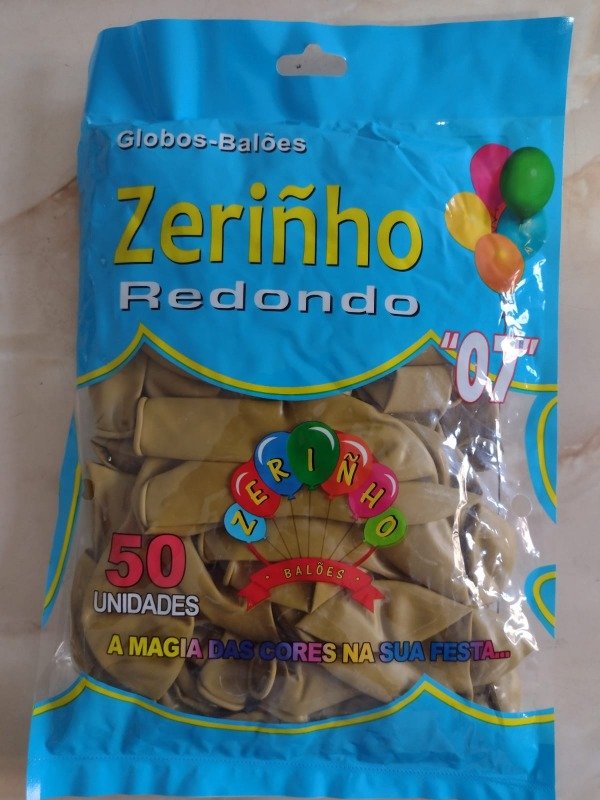 Globos-Balões
Zeriñho
Redondo
"07"
ZERIÑHO
BALÕES
50
UNIDADES
A MAGIA DAS CORES NA SUA FESTA...